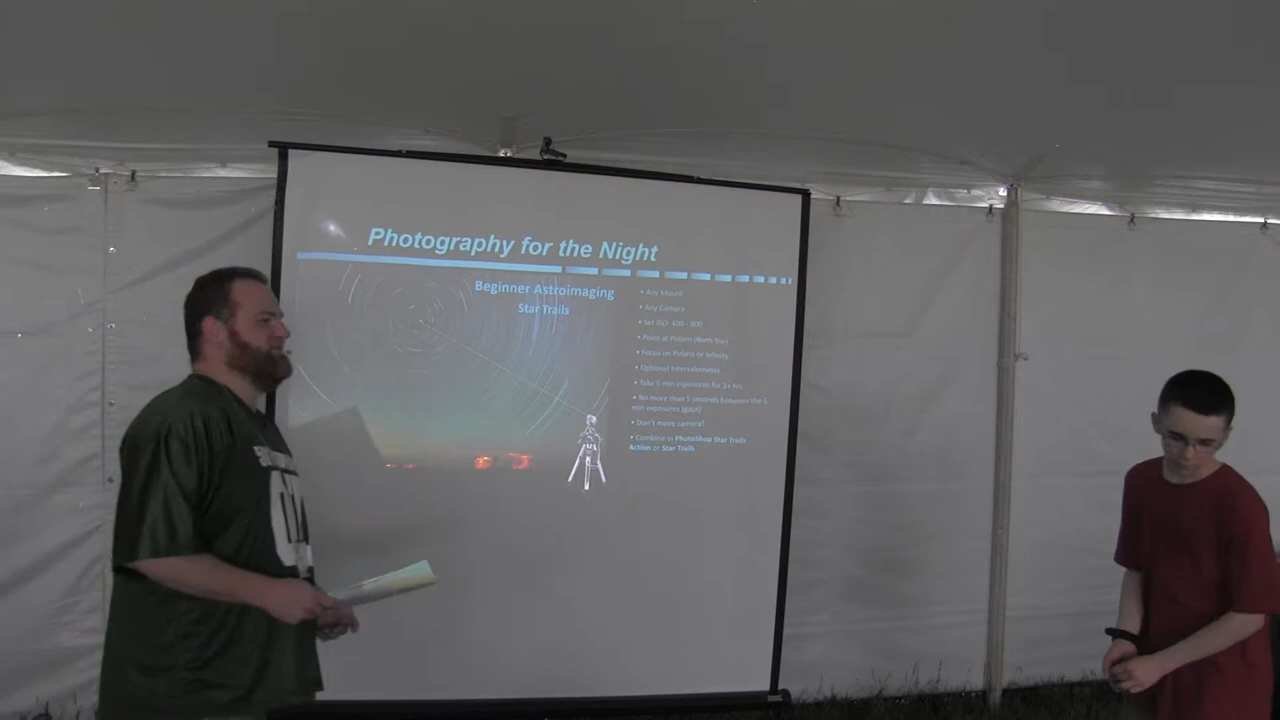 Photography for the Night
Beginner Astroimaging
Star Trails
• Any Mount
• Any Camera
• Set ISO: 400 - 800
• Point at Polaris (North Star)
• Focus on Polaris or Infinity
• Optional Intervalometer
• Take 5 min exposures for 2+ hrs
• No more than 5 seconds between the 5
min exposures (gaps)
• Don't move camera!
• Combine in PhotoShop Star Trails
Action or Star Trails